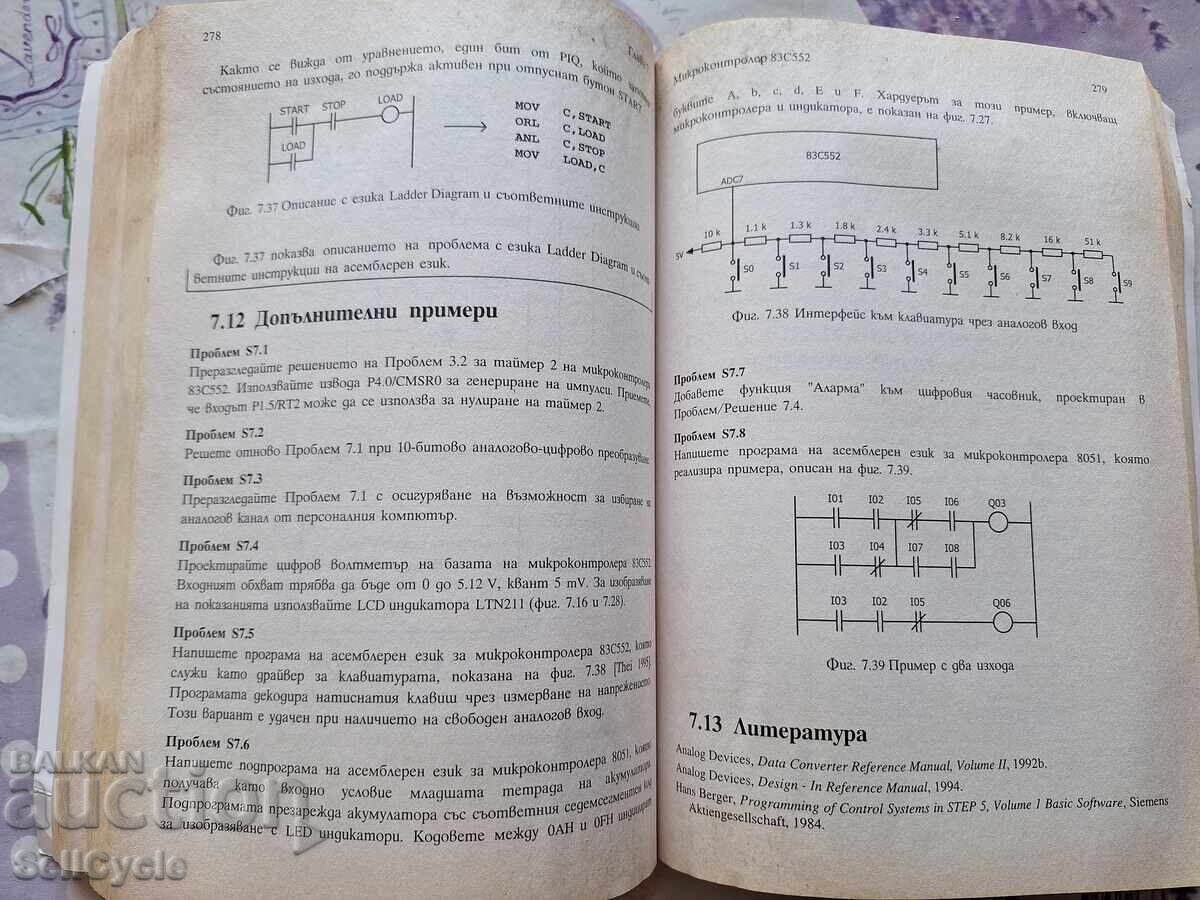 278
Както се вижда от уравнението, един бит от PIQ, който
състоянието на изхода, го поддържа активен при отпуснат бутон START
START STOP LOAD
LOAD
MOV C,START
ORL C,LOAD
ANL C,STOP
MOV LOAD,C
Фиг. 7.37 Описание с езика Ladder Diagram и съответните инструкции
Фиг. 7.37 показва описанието на проблема с езика Ladder Diagram и
ветните инструкции на асемблерен език.
7.12 Допълнителни примери
Проблем S7.1
Преразгледайте решението на Проблем 3.2 за таймер 2 на микроконтролера
83C552. Използвайте извода P4.0/CMSR0 за генериране на импулси. Приемете,
че входът P1.5/RT2 може да се използва за нулиране на таймер 2.
Проблем S7.2
Решете отново Проблем 7.1 при 10-битово аналогово-цифрово преобразуване.
Проблем S7.3
Преразгледайте Проблем 7.1 с осигуряване на възможност за избиране на
аналогов канал от персоналния компютър.
Проблем S7.4
Проектирайте цифров волтметър на базата на микроконтролера 83C552.
Входният обхват трябва да бъде от 0 до 5.12 V, квант 5 mV. За изобразяване
на показанията използвайте LCD индикатора LTN211 (фиг. 7.16 и 7.28).
Проблем S7.5
Напишете програма на асемблерен език за микроконтролера 83C552, която
служи като драйвер за клавиатурата, показана на фиг. 7.38 [Thei 1995].
Програмата декодира натиснатия клавиш чрез измерване на напрежението.
Този вариант е удачен при наличието на свободен аналогов вход.
Проблем S7.6
Напишете подпрограма на асемблерен език за микроконтролера 8051, която
получава като входно условие младшата тетрада на акумулатора.
Подпрограмата презарежда акумулатора със съответния седемсегментен код
за изобразяване с LED индикатори. Кодовете между 0AH и 0FH индицират
Микроконтролер 83C552
279
буквите A, b, c, d, E и F. Хардуерът за този пример, включващ
микроконтролера и индикатора, е показан на фиг. 7.27.
83C552
ADC7
5V 10 k 1.1 k 1.3 k 1.8 k 2.4 k 3.3 k 5.1 k 8.2 k 16 k 51 k
S0 S1 S2 S3 S4 S5 S6 S7 S8 S9
Фиг. 7.38 Интерфейс към клавиатура чрез аналогов вход
Проблем S7.7
Добавете функция "Аларма" към цифровия часовник, проектиран в
Проблем/Решение 7.4.
Проблем S7.8
Напишете програма на асемблерен език за микроконтролера 8051, която
реализира примера, описан на фиг. 7.39.
I01 I02 I05 I06 Q03
I03 I04 I07 I08
I03 I02 I05 Q06
Фиг. 7.39 Пример с два изхода
7.13 Литература
Analog Devices, Data Converter Reference Manual, Volume II, 1992b.
Analog Devices, Design - In Reference Manual, 1994.
Hans Berger, Programming of Control Systems in STEP 5, Volume 1 Basic Software, Siemens
Aktiengesellschaft, 1984.
BALKAN
auction
SellCycle
Lavender